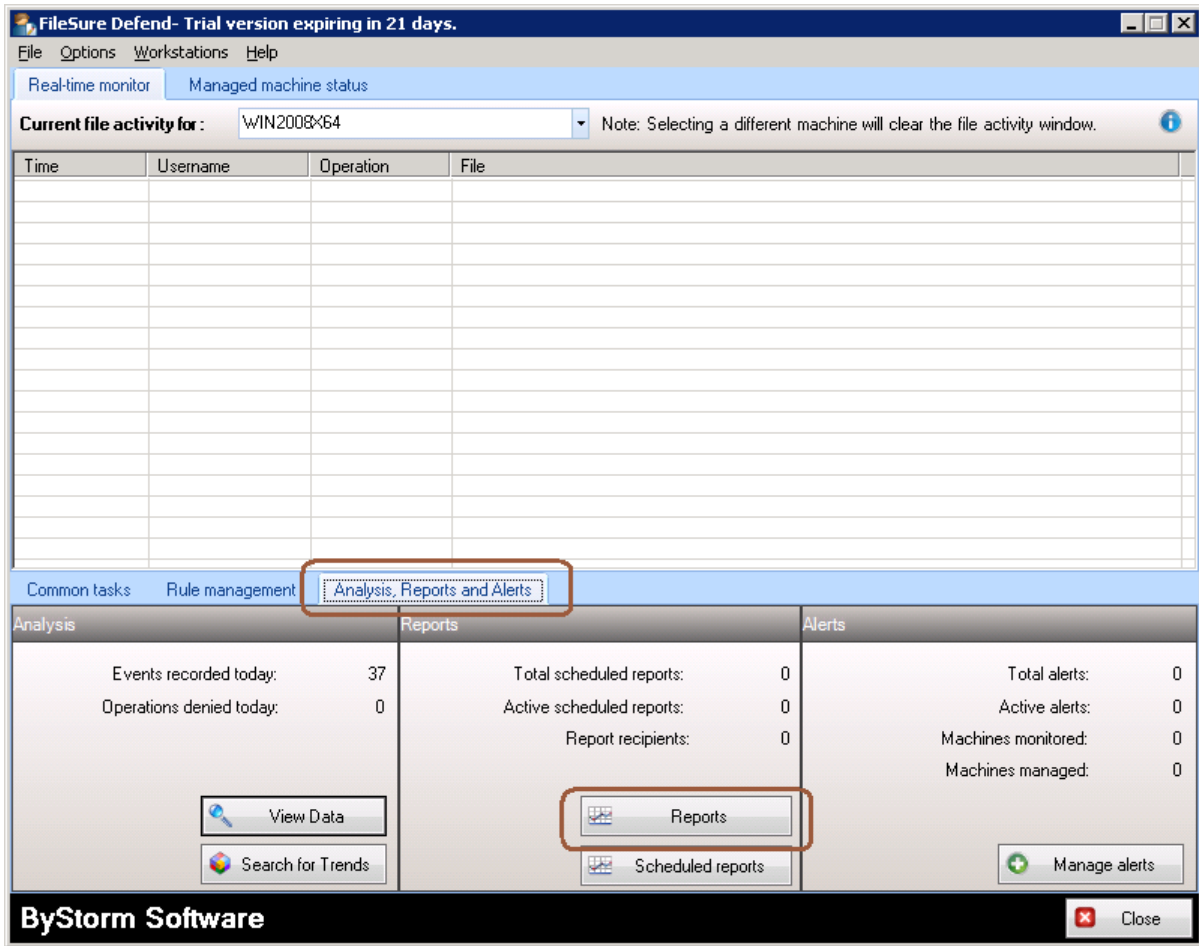 FileSure Defend- Trial version expiring in 21 days.
File Options Workstations Help
Real-time monitor Managed machine status
Current file activity for : WIN2008X64 Note: Selecting a different machine will clear the file activity window.
Time Username Operation File
Common tasks Rule management Analysis, Reports and Alerts
Analysis Reports Alerts
Events recorded today: 37 Total scheduled reports: 0 Total alerts: 0
Operations denied today: 0 Active scheduled reports: 0 Active alerts: 0
Report recipients: 0 Machines monitored: 0
Machines managed: 0
View Data Reports
Search for Trends Scheduled reports Manage alerts
ByStorm Software Close